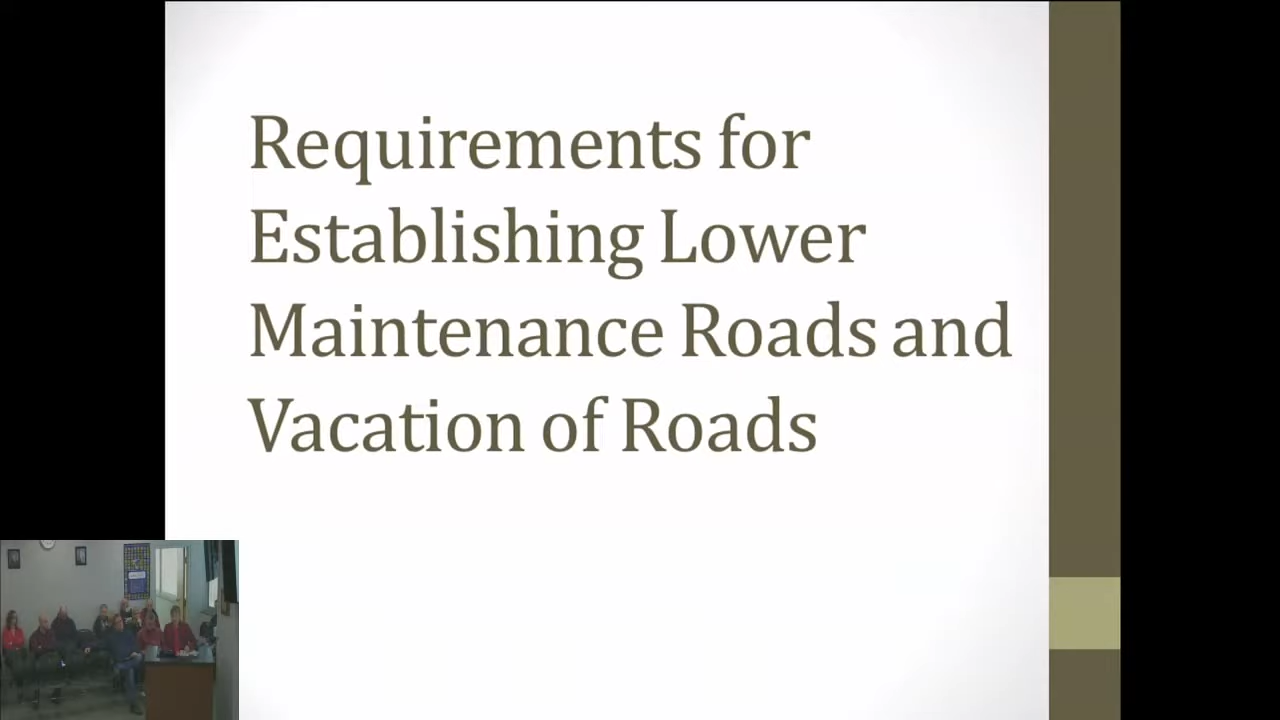 Requirements for
Establishing Lower
Maintenance Roads and
Vacation of Roads